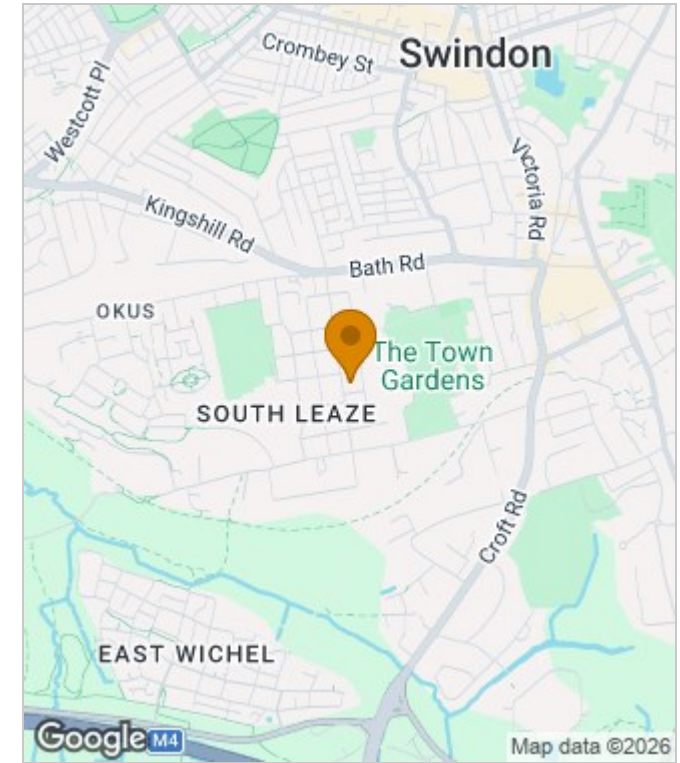 Swindon
Crombey St
Westcott Pl
Victoria Rd
Kingshill Rd
Bath Rd
OKUS
The Town
Gardens
SOUTH LEAZE
Croft Rd
EAST WICHEL
Google
M4
Map data ©2026